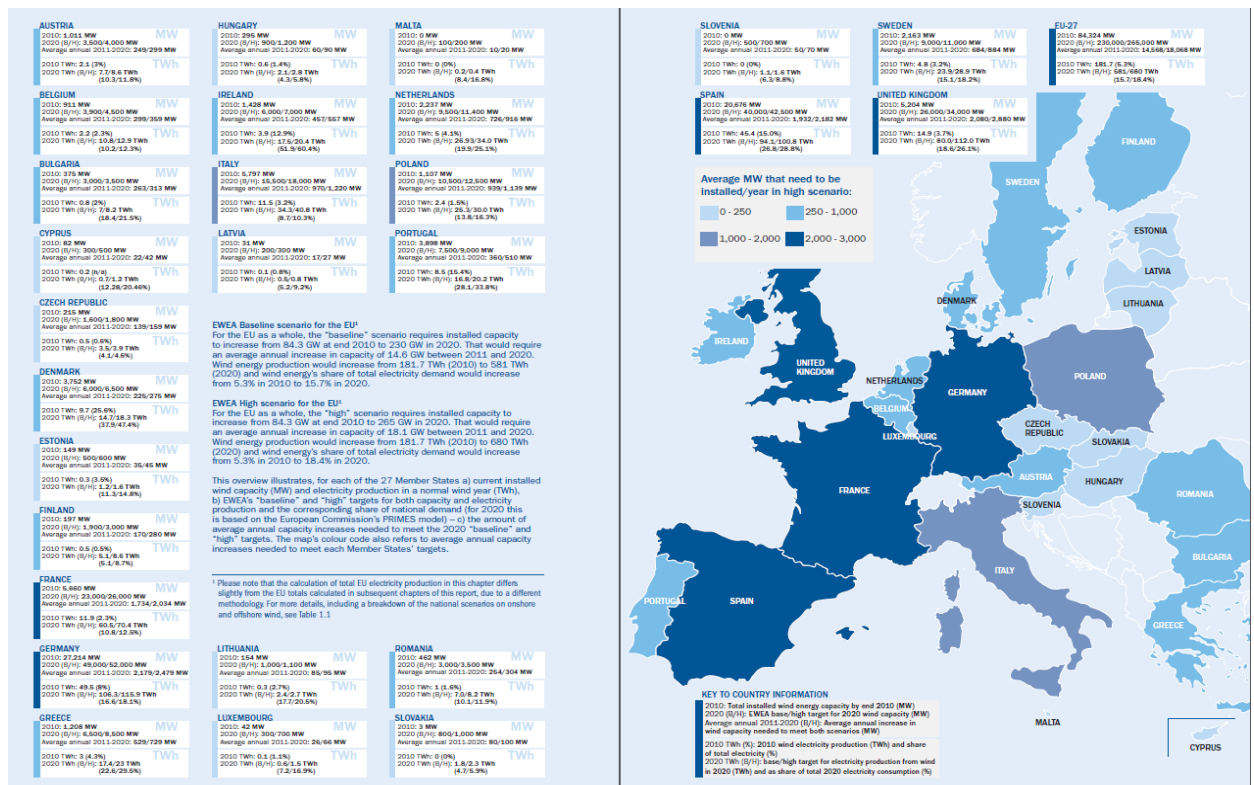 AUSTRIA
MW
2010: 1,011 MW
2020 (B/H): 3,500/4,000 MW
Average annual 2011-2020: 249/299 MW
TWh
2010 TWh: 2.1 (3%)
2020 TWh (B/H): 7.7/8.6 TWh
(10.3/11.8%)
BELGIUM
MW
2010: 911 MW
2020 (B/H): 3,900/4,500 MW
Average annual 2011-2020: 299/359 MW
TWh
2010 TWh: 2.2 (2.3%)
2020 TWh (B/H): 10.8/12.9 TWh
(10.2/12.3%)
BULGARIA
MW
2010: 375 MW
2020 (B/H): 3,000/3,500 MW
Average annual 2011-2020: 263/313 MW
TWh
2010 TWh: 0.8 (2%)
2020 TWh (B/H): 7/8.2 TWh
(18.4/21.5%)
CYPRUS
MW
2010: 82 MW
2020 (B/H): 300/500 MW
Average annual 2011-2020: 22/42 MW
TWh
2010 TWh: 0.2 (n/a)
2020 TWh (B/H): 0.7/1.2 TWh
(12.28/20.46%)
CZECH REPUBLIC
MW
2010: 215 MW
2020 (B/H): 1,600/1,800 MW
Average annual 2011-2020: 139/159 MW
TWh
2010 TWh: 0.5 (0.6%)
2020 TWh (B/H): 3.5/3.9 TWh
(4.1/4.6%)
DENMARK
MW
2010: 3,752 MW
2020 (B/H): 6,000/6,500 MW
Average annual 2011-2020: 225/275 MW
TWh
2010 TWh: 9.7 (25.6%)
2020 TWh (B/H): 14.7/18.3 TWh
(37.9/47.4%)
ESTONIA
MW
2010: 149 MW
2020 (B/H): 500/600 MW
Average annual 2011-2020: 35/45 MW
TWh
2010 TWh: 0.3 (3.5%)
2020 TWh (B/H): 1.2/1.6 TWh
(11.3/14.8%)
FINLAND
MW
2010: 197 MW
2020 (B/H): 1,900/3,000 MW
Average annual 2011-2020: 170/280 MW
TWh
2010 TWh: 0.5 (0.5%)
2020 TWh (B/H): 5.1/8.6 TWh
(5.1/8.7%)
FRANCE
MW
2010: 5,660 MW
2020 (B/H): 23,000/26,000 MW
Average annual 2011-2020: 1,734/2,034 MW
TWh
2010 TWh: 11.9 (2.3%)
2020 TWh (B/H): 60.5/70.4 TWh
(10.8/12.5%)
GERMANY
MW
2010: 27,214 MW
2020 (B/H): 49,000/52,000 MW
Average annual 2011-2020: 2,179/2,479 MW
TWh
2010 TWh: 49.5 (8%)
2020 TWh (B/H): 106.3/115.9 TWh
(16.6/18.1%)
GREECE
MW
2010: 1,208 MW
2020 (B/H): 6,500/8,500 MW
Average annual 2011-2020: 529/729 MW
TWh
2010 TWh: 3 (4.3%)
2020 TWh (B/H): 17.4/23 TWh
(22.6/29.5%)
HUNGARY
MW
2010: 295 MW
2020 (B/H): 900/1,200 MW
Average annual 2011-2020: 60/90 MW
TWh
2010 TWh: 0.6 (1.4%)
2020 TWh (B/H): 2.1/2.8 TWh
(4.3/5.8%)
IRELAND
MW
2010: 1,428 MW
2020 (B/H): 6,000/7,000 MW
Average annual 2011-2020: 457/557 MW
TWh
2010 TWh: 3.9 (12.9%)
2020 TWh (B/H): 17.5/20.4 TWh
(51.9/60.4%)
ITALY
MW
2010: 5,797 MW
2020 (B/H): 15,500/18,000 MW
Average annual 2011-2020: 970/1,220 MW
TWh
2010 TWh: 11.5 (3.2%)
2020 TWh (B/H): 34.3/40.8 TWh
(8.7/10.3%)
LATVIA
MW
2010: 31 MW
2020 (B/H): 200/300 MW
Average annual 2011-2020: 17/27 MW
TWh
2010 TWh: 0.1 (0.8%)
2020 TWh (B/H): 0.5/0.8 TWh
(5.2/9.2%)
MALTA
MW
2010: 0 MW
2020 (B/H): 100/200 MW
Average annual 2011-2020: 10/20 MW
TWh
2010 TWh: 0 (0%)
2020 TWh (B/H): 0.2/0.4 TWh
(8.4/16.8%)
NETHERLANDS
MW
2010: 2,237 MW
2020 (B/H): 9,500/11,400 MW
Average annual 2011-2020: 726/916 MW
TWh
2010 TWh: 5 (4.1%)
2020 TWh (B/H): 26.93/34.0 TWh
(19.9/25.1%)
POLAND
MW
2010: 1,107 MW
2020 (B/H): 10,500/12,500 MW
Average annual 2011-2020: 939/1,139 MW
TWh
2010 TWh: 2.4 (1.5%)
2020 TWh (B/H): 25.3/30.0 TWh
(13.8/16.3%)
PORTUGAL
MW
2010: 3,898 MW
2020 (B/H): 7,500/9,000 MW
Average annual 2011-2020: 360/510 MW
TWh
2010 TWh: 8.5 (15.4%)
2020 TWh (B/H): 16.8/20.2 TWh
(28.1/33.8%)
EWEA Baseline scenario for the EU¹
For the EU as a whole, the “baseline” scenario requires installed capacity
to increase from 84.3 GW at end 2010 to 230 GW in 2020. That would require
an average annual increase in capacity of 14.6 GW between 2011 and 2020.
Wind energy production would increase from 181.7 TWh (2010) to 581 TWh
(2020) and wind energy’s share of total electricity demand would increase
from 5.3% in 2010 to 15.7% in 2020.
EWEA High scenario for the EU¹
For the EU as a whole, the “high” scenario requires installed capacity to
increase from 84.3 GW at end 2010 to 265 GW in 2020. That would require
an average annual increase in capacity of 18.1 GW between 2011 and 2020.
Wind energy production would increase from 181.7 TWh (2010) to 680 TWh
(2020) and wind energy’s share of total electricity demand would increase
from 5.3% in 2010 to 18.4% in 2020.
This overview illustrates, for each of the 27 Member States a) current installed
wind capacity (MW) and electricity production in a normal wind year (TWh),
b) EWEA’s “baseline” and “high” targets for both capacity and electricity
production and the corresponding share of national demand (for 2020 this
is based on the European Commission’s PRIMES model) – c) the amount of
average annual capacity increases needed to meet the 2020 “baseline” and
“high” targets. The map’s colour code also refers to average annual capacity
increases needed to meet each Member States’ targets.
¹ Please note that the calculation of total EU electricity production in this chapter differs
slightly from the EU totals calculated in subsequent chapters of this report, due to a different
methodology. For more details, including a breakdown of the national scenarios on onshore
and offshore wind, see Table 1.1
LITHUANIA
MW
2010: 154 MW
2020 (B/H): 1,000/1,100 MW
Average annual 2011-2020: 85/95 MW
TWh
2010 TWh: 0.3 (2.7%)
2020 TWh (B/H): 2.4/2.7 TWh
(17.7/20.5%)
LUXEMBOURG
MW
2010: 42 MW
2020 (B/H): 300/700 MW
Average annual 2011-2020: 26/66 MW
TWh
2010 TWh: 0.1 (1.1%)
2020 TWh (B/H): 0.6/1.5 TWh
(7.2/16.9%)
ROMANIA
MW
2010: 462 MW
2020 (B/H): 3,000/3,500 MW
Average annual 2011-2020: 254/304 MW
TWh
2010 TWh: 1 (1.6%)
2020 TWh (B/H): 7.0/8.2 TWh
(10.1/11.9%)
SLOVAKIA
MW
2010: 3 MW
2020 (B/H): 800/1,000 MW
Average annual 2011-2020: 80/100 MW
TWh
2010 TWh: 0 (0%)
2020 TWh (B/H): 1.8/2.3 TWh
(4.7/5.9%)
SLOVENIA
MW
2010: 0 MW
2020 (B/H): 500/700 MW
Average annual 2011-2020: 50/70 MW
TWh
2010 TWh: 0 (0%)
2020 TWh (B/H): 1.1/1.6 TWh
(6.3/8.8%)
SPAIN
MW
2010: 20,676 MW
2020 (B/H): 40,000/42,500 MW
Average annual 2011-2020: 1,932/2,182 MW
TWh
2010 TWh: 45.4 (15.0%)
2020 TWh (B/H): 94.1/100.8 TWh
(26.8/28.8%)
SWEDEN
MW
2010: 2,163 MW
2020 (B/H): 9,000/11,000 MW
Average annual 2011-2020: 684/884 MW
TWh
2010 TWh: 4.8 (3.2%)
2020 TWh (B/H): 23.9/28.9 TWh
(15.1/18.2%)
UNITED KINGDOM
MW
2010: 5,204 MW
2020 (B/H): 26,000/34,000 MW
Average annual 2011-2020: 2,080/2,880 MW
TWh
2010 TWh: 14.9 (3.7%)
2020 TWh (B/H): 80.0/112.0 TWh
(18.6/26.1%)
EU-27
MW
2010: 84,324 MW
2020 (B/H): 230,000/265,000 MW
Average annual 2011-2020: 14,568/18,068 MW
TWh
2010 TWh: 181.7 (5.3%)
2020 TWh (B/H): 581/680 TWh
(15.7/18.4%)
Average MW that need to be
installed/year in high scenario:
0 - 250
250 - 1,000
1,000 - 2,000
2,000 - 3,000
FINLAND
SWEDEN
ESTONIA
LATVIA
LITHUANIA
DENMARK
IRELAND
UNITED
KINGDOM
NETHERLANDS
BELGIUM
LUXEMBOURG
GERMANY
POLAND
CZECH
REPUBLIC
SLOVAKIA
AUSTRIA
HUNGARY
SLOVENIA
ROMANIA
BULGARIA
FRANCE
ITALY
PORTUGAL
SPAIN
GREECE
MALTA
CYPRUS
KEY TO COUNTRY INFORMATION
2010: Total installed wind energy capacity by end 2010 (MW)
2020 (B/H): EWEA base/high target for 2020 wind capacity (MW)
Average annual 2011-2020 (B/H): Average annual increase in
wind capacity needed to meet both scenarios (MW)
2010 TWh (%): 2010 wind electricity production (TWh) and share
of total electricity (%)
2020 TWh (B/H): base/high target for electricity production from wind
in 2020 (TWh) and as share of total 2020 electricity consumption (%)